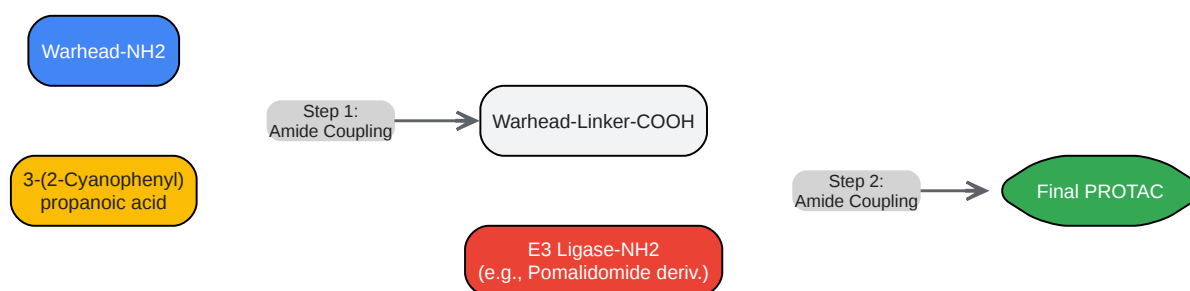 Warhead-NH2
3-(2-Cyanophenyl)
propanoic acid
Step 1:
Amide Coupling
Warhead-Linker-COOH
E3 Ligase-NH2
(e.g., Pomalidomide deriv.)
Step 2:
Amide Coupling
Final PROTAC